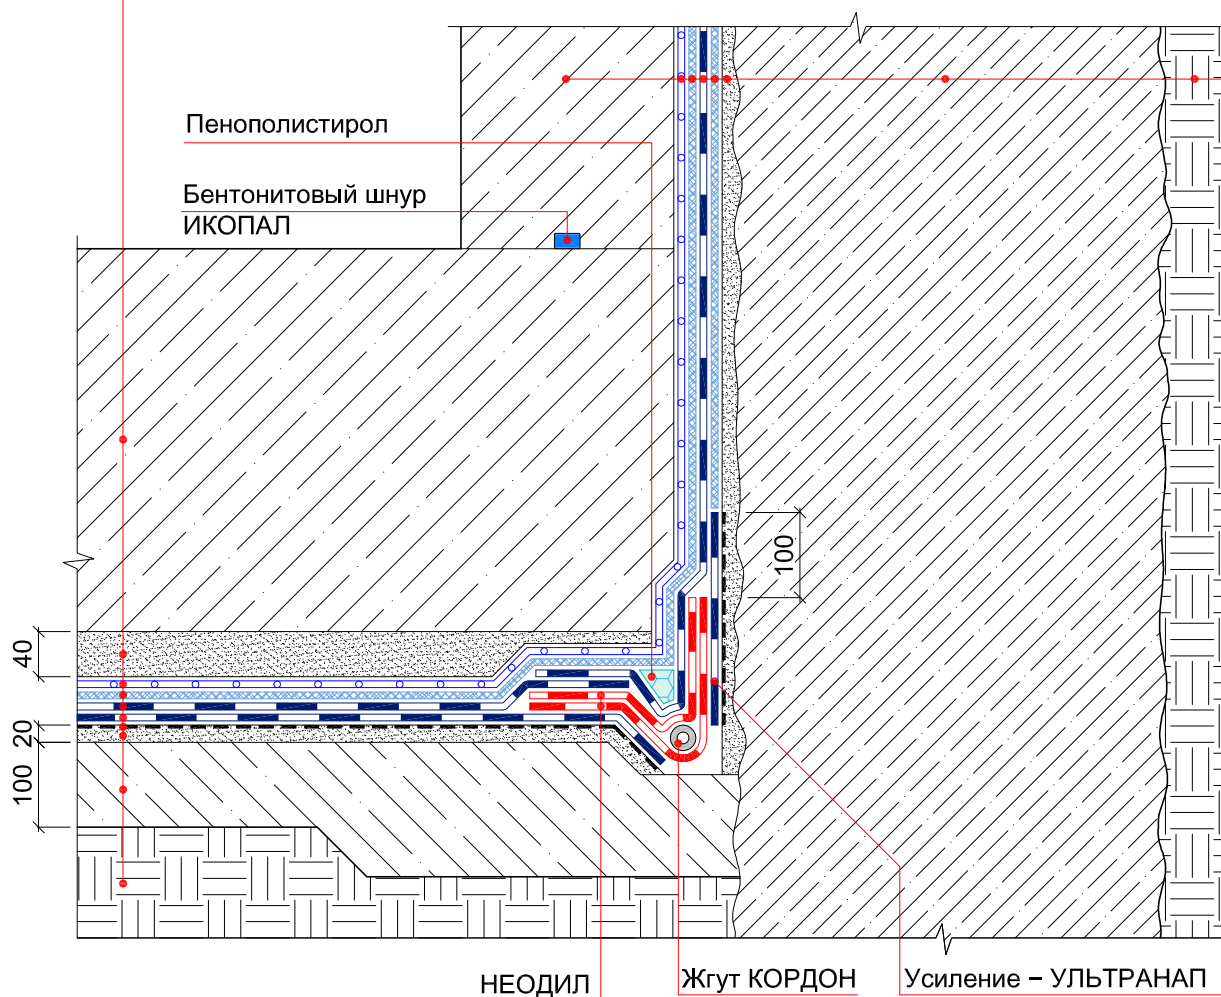 Пенополистирол
Бентонитовый шнур
ИКОПАЛ
100
40
20
100
НЕОДИЛ
Жгут КОРДОН
Усиление – УЛЬТРАНАП